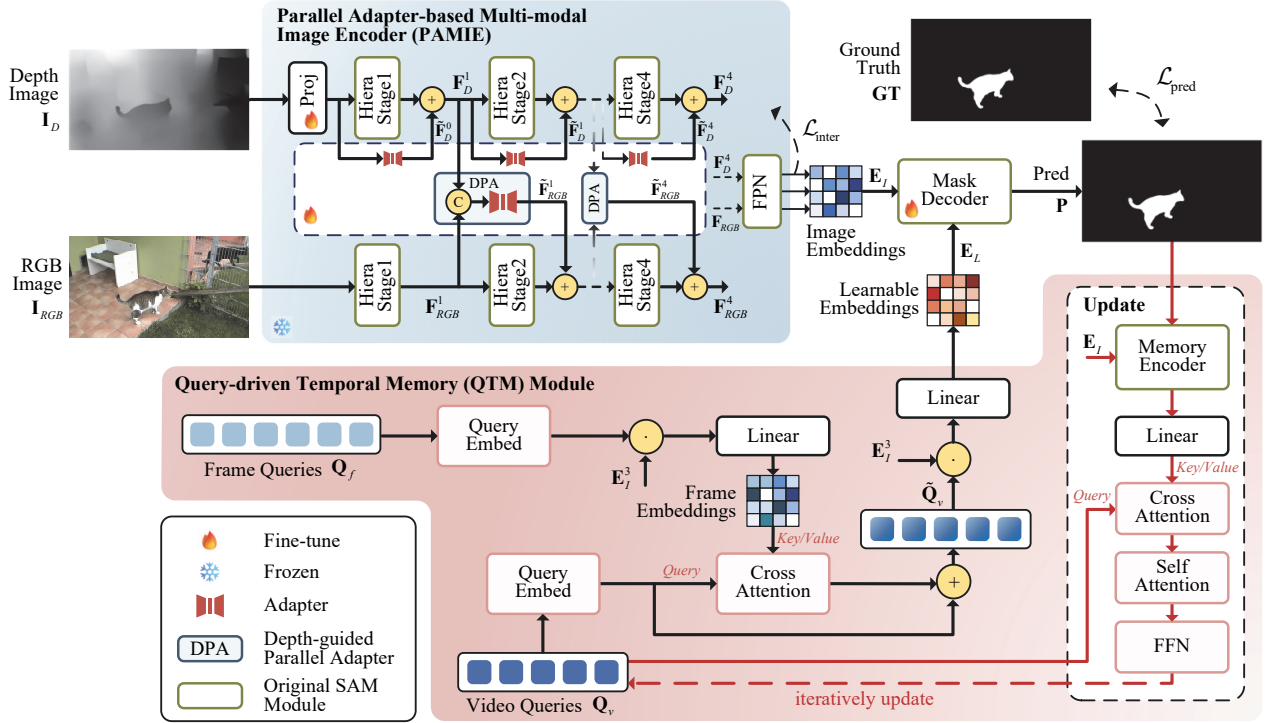 Parallel Adapter-based Multi-modal
Image Encoder (PAMIE)
Depth
Image
I_D
Proj
Hiera
Stage1
+
F_D^1
Hiera
Stage2
+
Hiera
Stage4
+
F_D^4
F̃_D^0
F̃_D^1
F̃_D^4
DPA
C
F̃_RGB^1
DPA
F̃_RGB^4
F_D^4
F_RGB
FPN
L_inter
RGB
Image
I_RGB
Hiera
Stage1
F_RGB^1
Hiera
Stage2
+
Hiera
Stage4
+
F_RGB^4
Image
Embeddings
E_I
Mask
Decoder
Pred
P
Ground
Truth
GT
L_pred
E_L
Learnable
Embeddings
Update
E_I
Memory
Encoder
Linear
Key/Value
Query
Cross
Attention
Self
Attention
FFN
Query-driven Temporal Memory (QTM) Module
Frame Queries Q_f
Query
Embed
·
E_I^3
Linear
Frame
Embeddings
Key/Value
Query
Embed
Query
Cross
Attention
+
Q̃_v
E_I^3
·
Linear
Video Queries Q_v
iteratively update
Fine-tune
Frozen
Adapter
DPA
Depth-guided
Parallel Adapter
Original SAM
Module